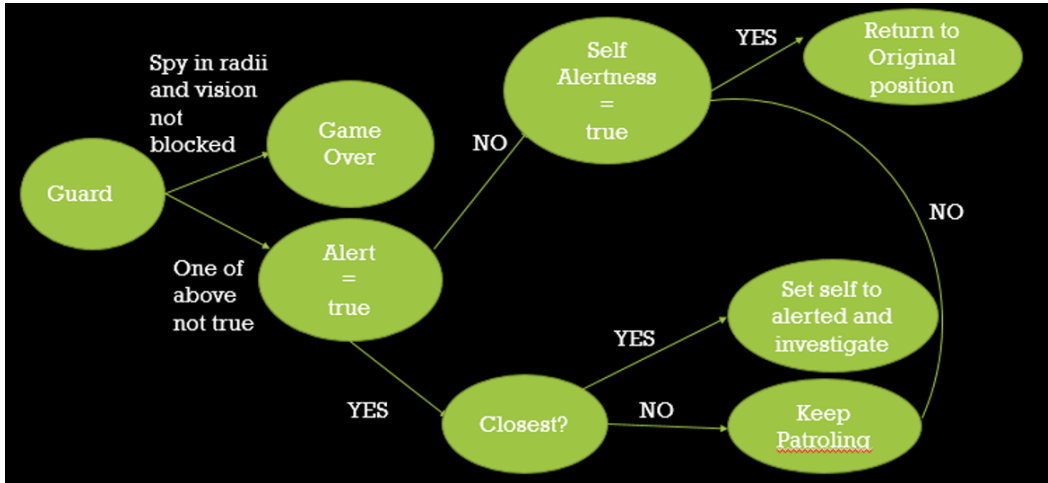 Guard
Spy in radii
and vision
not
blocked
Game
Over
One of
above
not true
Alert
=
true
NO
Self
Alertness
=
true
YES
Return to
Original
position
NO
YES
Closest?
YES
Set self to
alerted and
investigate
NO
Keep
Patroling